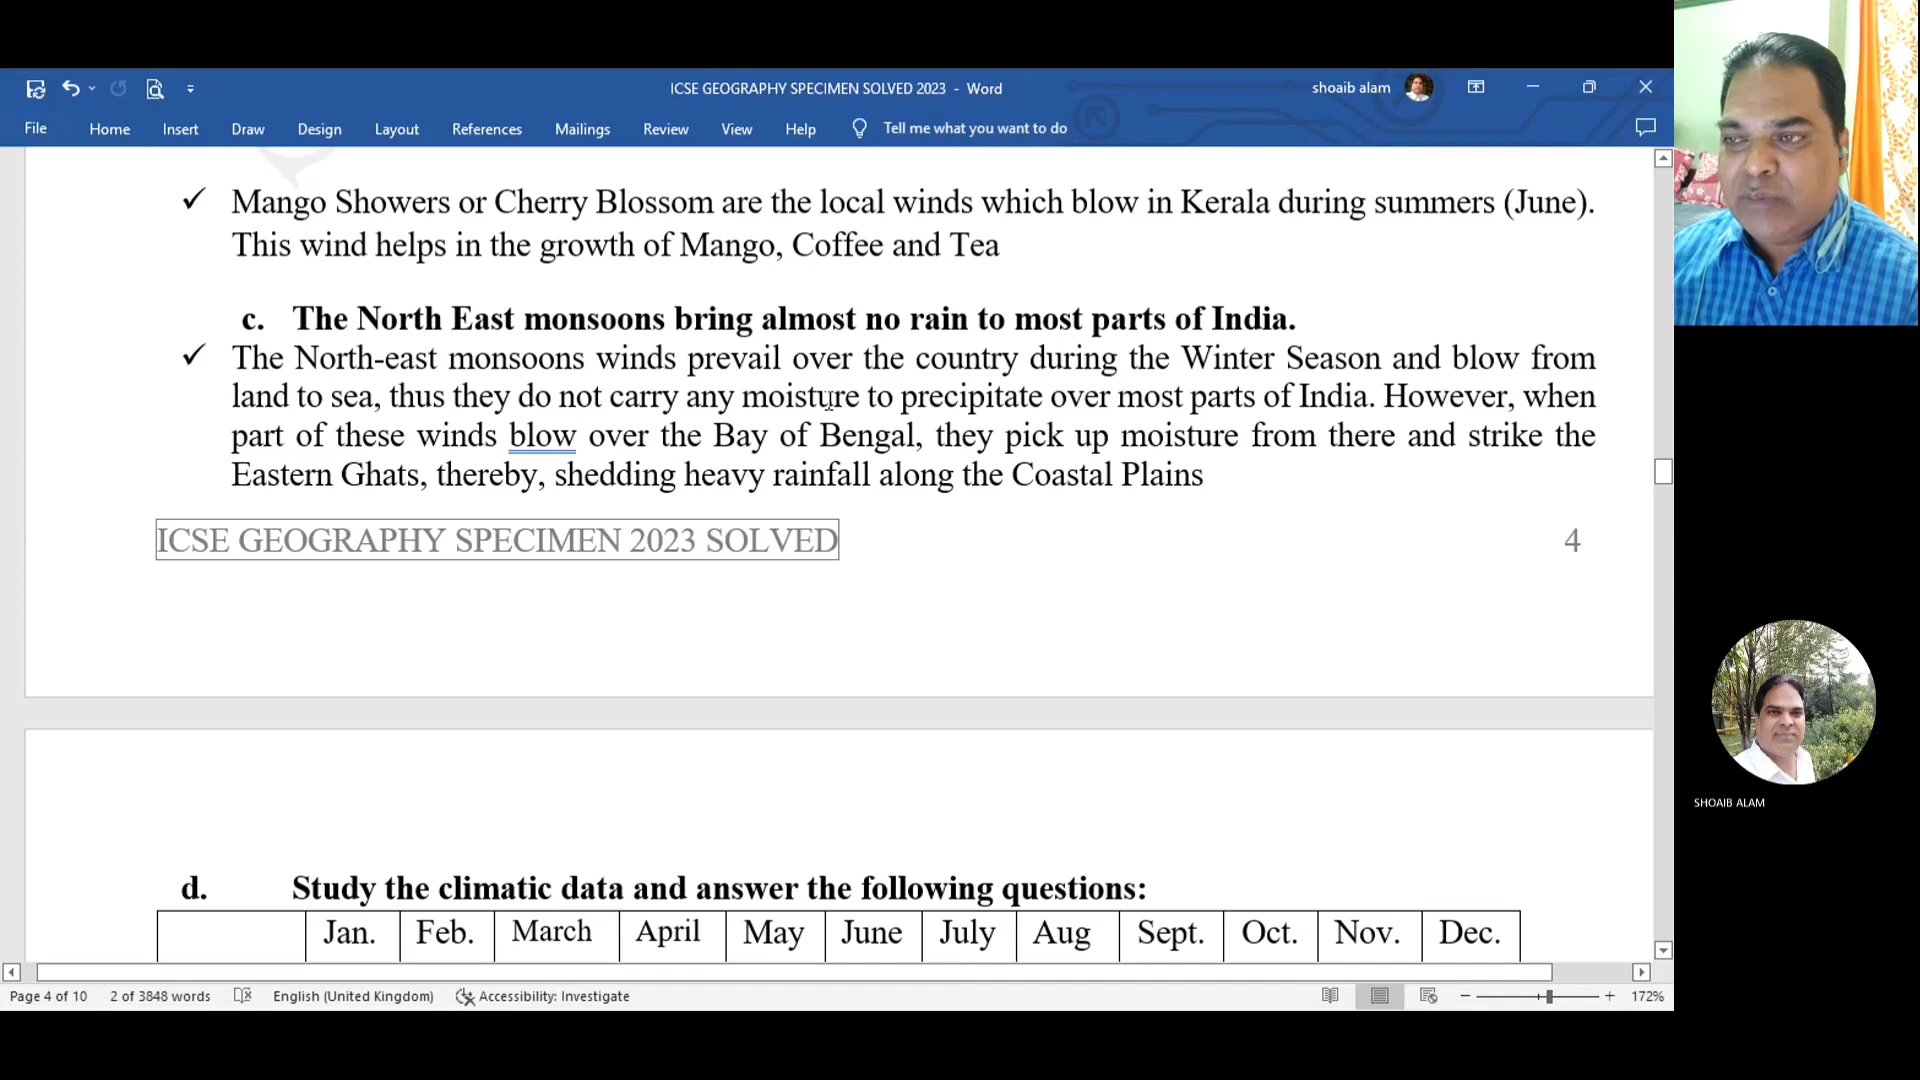 ICSE GEOGRAPHY SPECIMEN SOLVED 2023 - Word
shoaib alam
File Home Insert Draw Design Layout References Mailings Review View Help Tell me what you want to do
Mango Showers or Cherry Blossom are the local winds which blow in Kerala during summers (June).
This wind helps in the growth of Mango, Coffee and Tea
c. The North East monsoons bring almost no rain to most parts of India.
The North-east monsoons winds prevail over the country during the Winter Season and blow from
land to sea, thus they do not carry any moisture to precipitate over most parts of India. However, when
part of these winds blow over the Bay of Bengal, they pick up moisture from there and strike the
Eastern Ghats, thereby, shedding heavy rainfall along the Coastal Plains
ICSE GEOGRAPHY SPECIMEN 2023 SOLVED 4
SHOAIB ALAM
d. Study the climatic data and answer the following questions:
Jan. Feb. March April May June July Aug Sept. Oct. Nov. Dec.
Page 4 of 10 2 of 3848 words English (United Kingdom) Accessibility: Investigate 172%